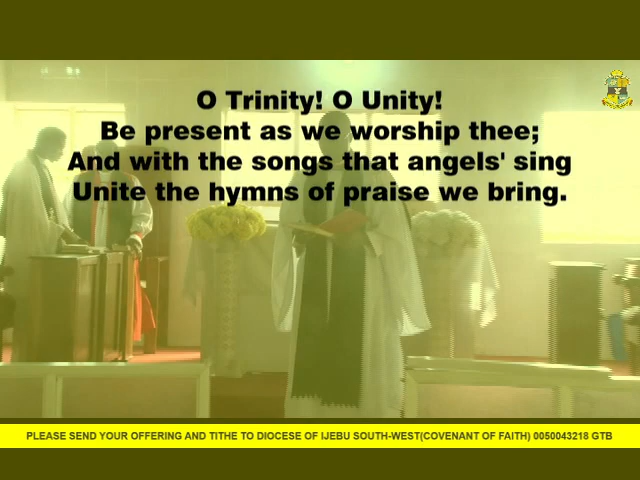 O Trinity! O Unity!
Be present as we worship thee;
And with the songs that angels' sing
Unite the hymns of praise we bring.
PLEASE SEND YOUR OFFERING AND TITHE TO DIOCESE OF IJEBU SOUTH-WEST(COVENANT OF FAITH) 0050043218 GTB